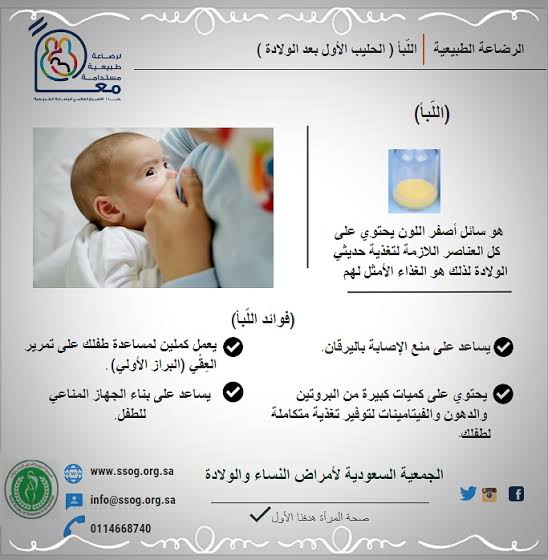 الرضاعة الطبيعية | اللّبأ ( الحليب الأول بعد الولادة )
لرضاعة
طبيعية
مستدامة
معاً
(اللّبأ)
هو سائل أصفر اللون يحتوي على
كل العناصر اللازمة لتغذية حديثي
الولادة لذلك هو الغذاء الأمثل لهم
(فوائد اللّبأ)
يساعد على منع الإصابة باليرقان.
يعمل كملين لمساعدة طفلك على تمرير
العِقْي (البراز الأولي).
يحتوي على كميات كبيرة من البروتين
والدهون والفيتامينات لتوفير تغذية متكاملة
لطفلك.
يساعد على بناء الجهاز المناعي
للطفل.
الجمعية السعودية لأمراض النساء والولادة
صحة المرأة هدفنا الأول
www.ssog.org.sa
info@ssog.org.sa
0114668740